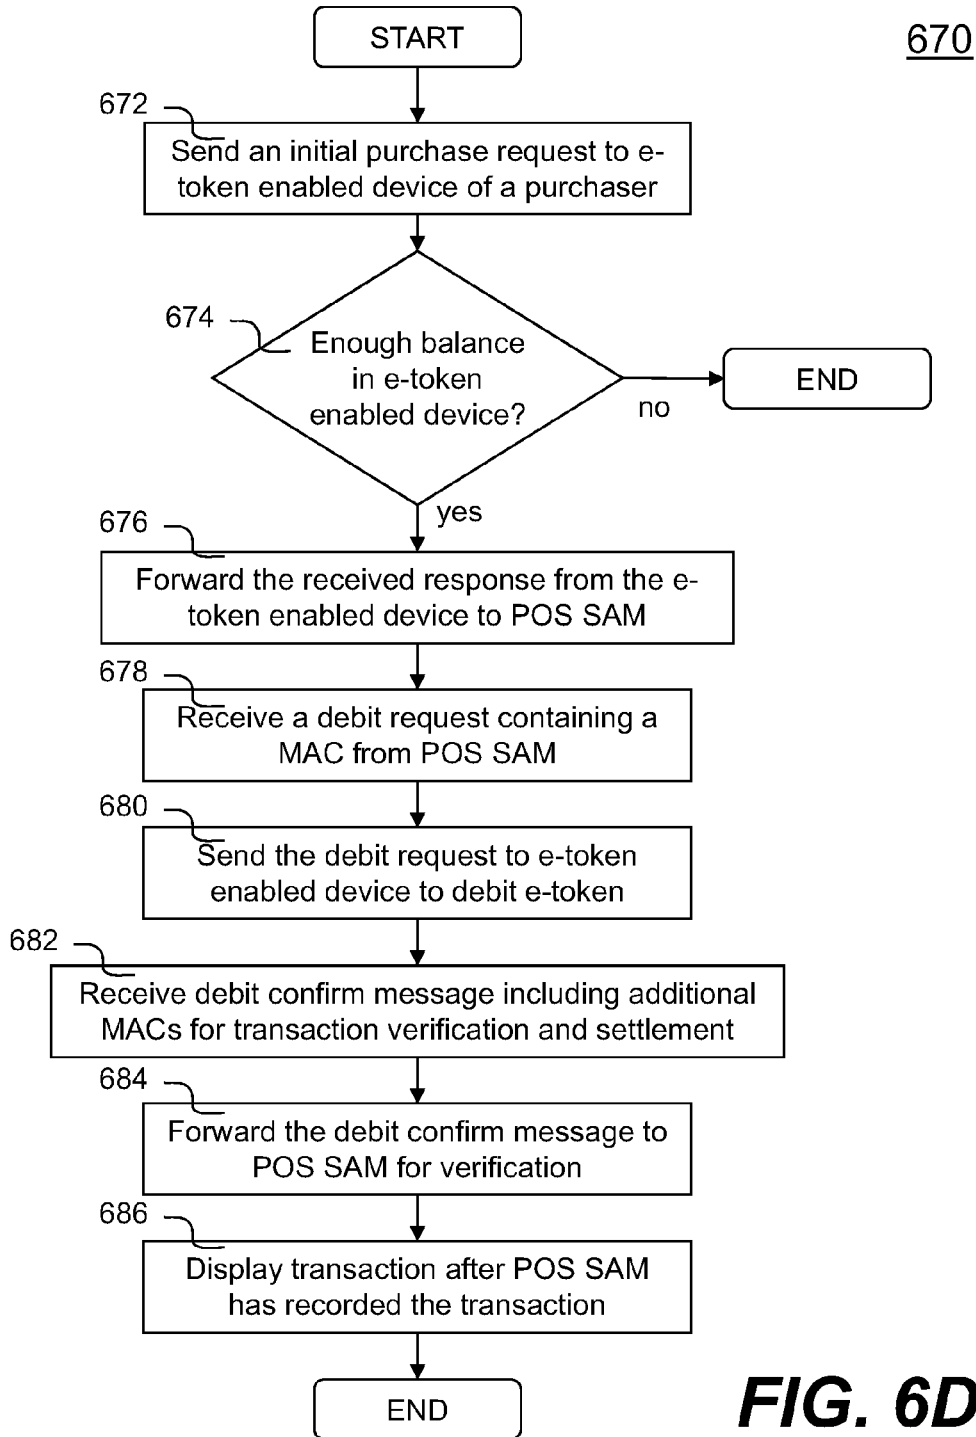 START
670
672
Send an initial purchase request to e-
token enabled device of a purchaser
674
Enough balance
in e-token
enabled device?
END
no
yes
676
Forward the received response from the e-
token enabled device to POS SAM
678
Receive a debit request containing a
MAC from POS SAM
680
Send the debit request to e-token
enabled device to debit e-token
682
Receive debit confirm message including additional
MACs for transaction verification and settlement
684
Forward the debit confirm message to
POS SAM for verification
686
Display transaction after POS SAM
has recorded the transaction
END
FIG. 6D